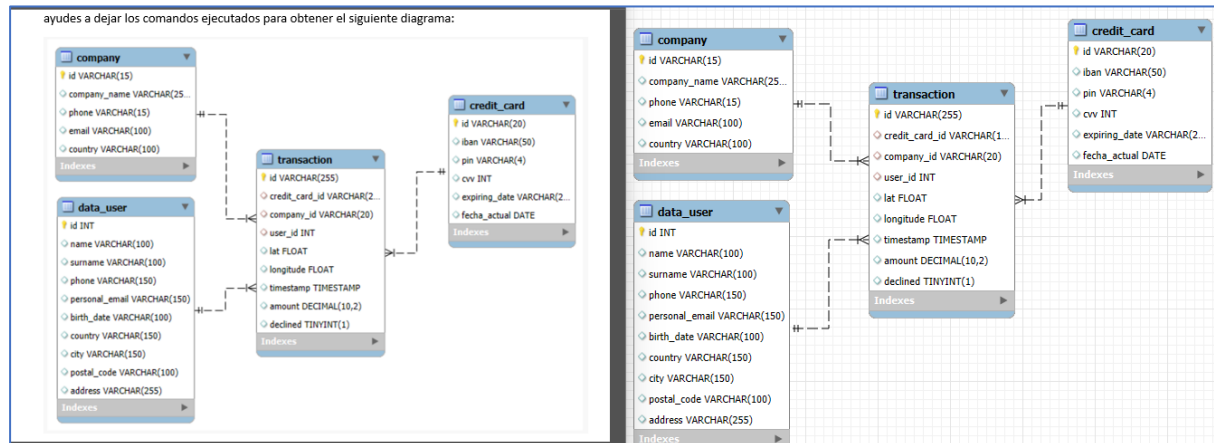 ayudes a dejar los comandos ejecutados para obtener el siguiente diagrama:
company
id VARCHAR(15)
company_name VARCHAR(25...
phone VARCHAR(15)
email VARCHAR(100)
country VARCHAR(100)
Indexes
data_user
id INT
name VARCHAR(100)
surname VARCHAR(100)
phone VARCHAR(150)
personal_email VARCHAR(150)
birth_date VARCHAR(100)
country VARCHAR(150)
city VARCHAR(150)
postal_code VARCHAR(100)
address VARCHAR(255)
Indexes
transaction
id VARCHAR(255)
credit_card_id VARCHAR(2...
company_id VARCHAR(20)
user_id INT
lat FLOAT
longitude FLOAT
timestamp TIMESTAMP
amount DECIMAL(10,2)
declined TINYINT(1)
Indexes
credit_card
id VARCHAR(20)
iban VARCHAR(50)
pin VARCHAR(4)
cvv INT
expiring_date VARCHAR(2...
fecha_actual DATE
Indexes
company
id VARCHAR(15)
company_name VARCHAR(25...
phone VARCHAR(15)
email VARCHAR(100)
country VARCHAR(100)
Indexes
data_user
id INT
name VARCHAR(100)
surname VARCHAR(100)
phone VARCHAR(150)
personal_email VARCHAR(150)
birth_date VARCHAR(100)
country VARCHAR(150)
city VARCHAR(150)
postal_code VARCHAR(100)
address VARCHAR(255)
Indexes
transaction
id VARCHAR(255)
credit_card_id VARCHAR(1...
company_id VARCHAR(20)
user_id INT
lat FLOAT
longitude FLOAT
timestamp TIMESTAMP
amount DECIMAL(10,2)
declined TINYINT(1)
Indexes
credit_card
id VARCHAR(20)
iban VARCHAR(50)
pin VARCHAR(4)
cvv INT
expiring_date VARCHAR(2...
fecha_actual DATE
Indexes